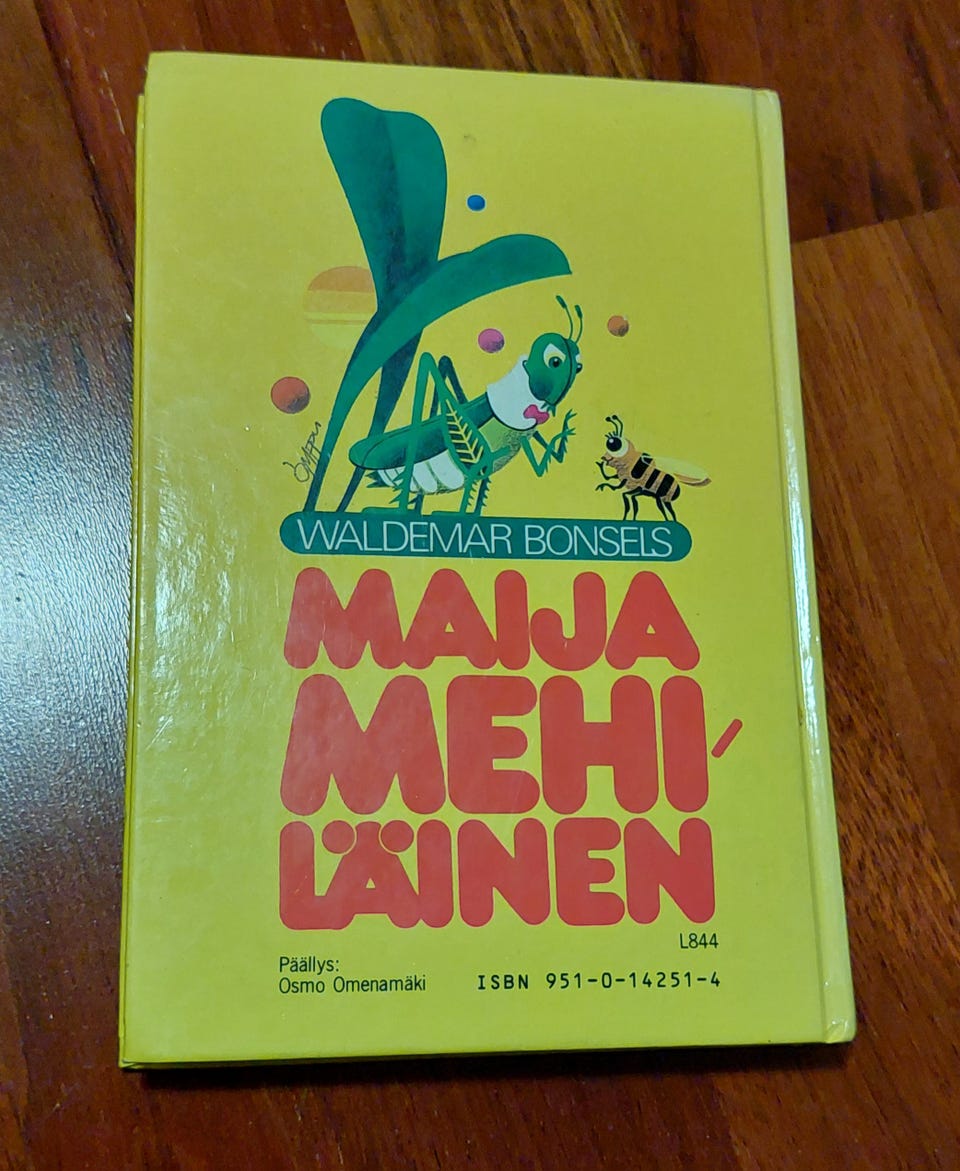 WALDEMAR BONSELS
MAIJA
MEHI-
LÄINEN
L844
Päällys:
Osmo Omenamäki
ISBN 951-0-14251-4